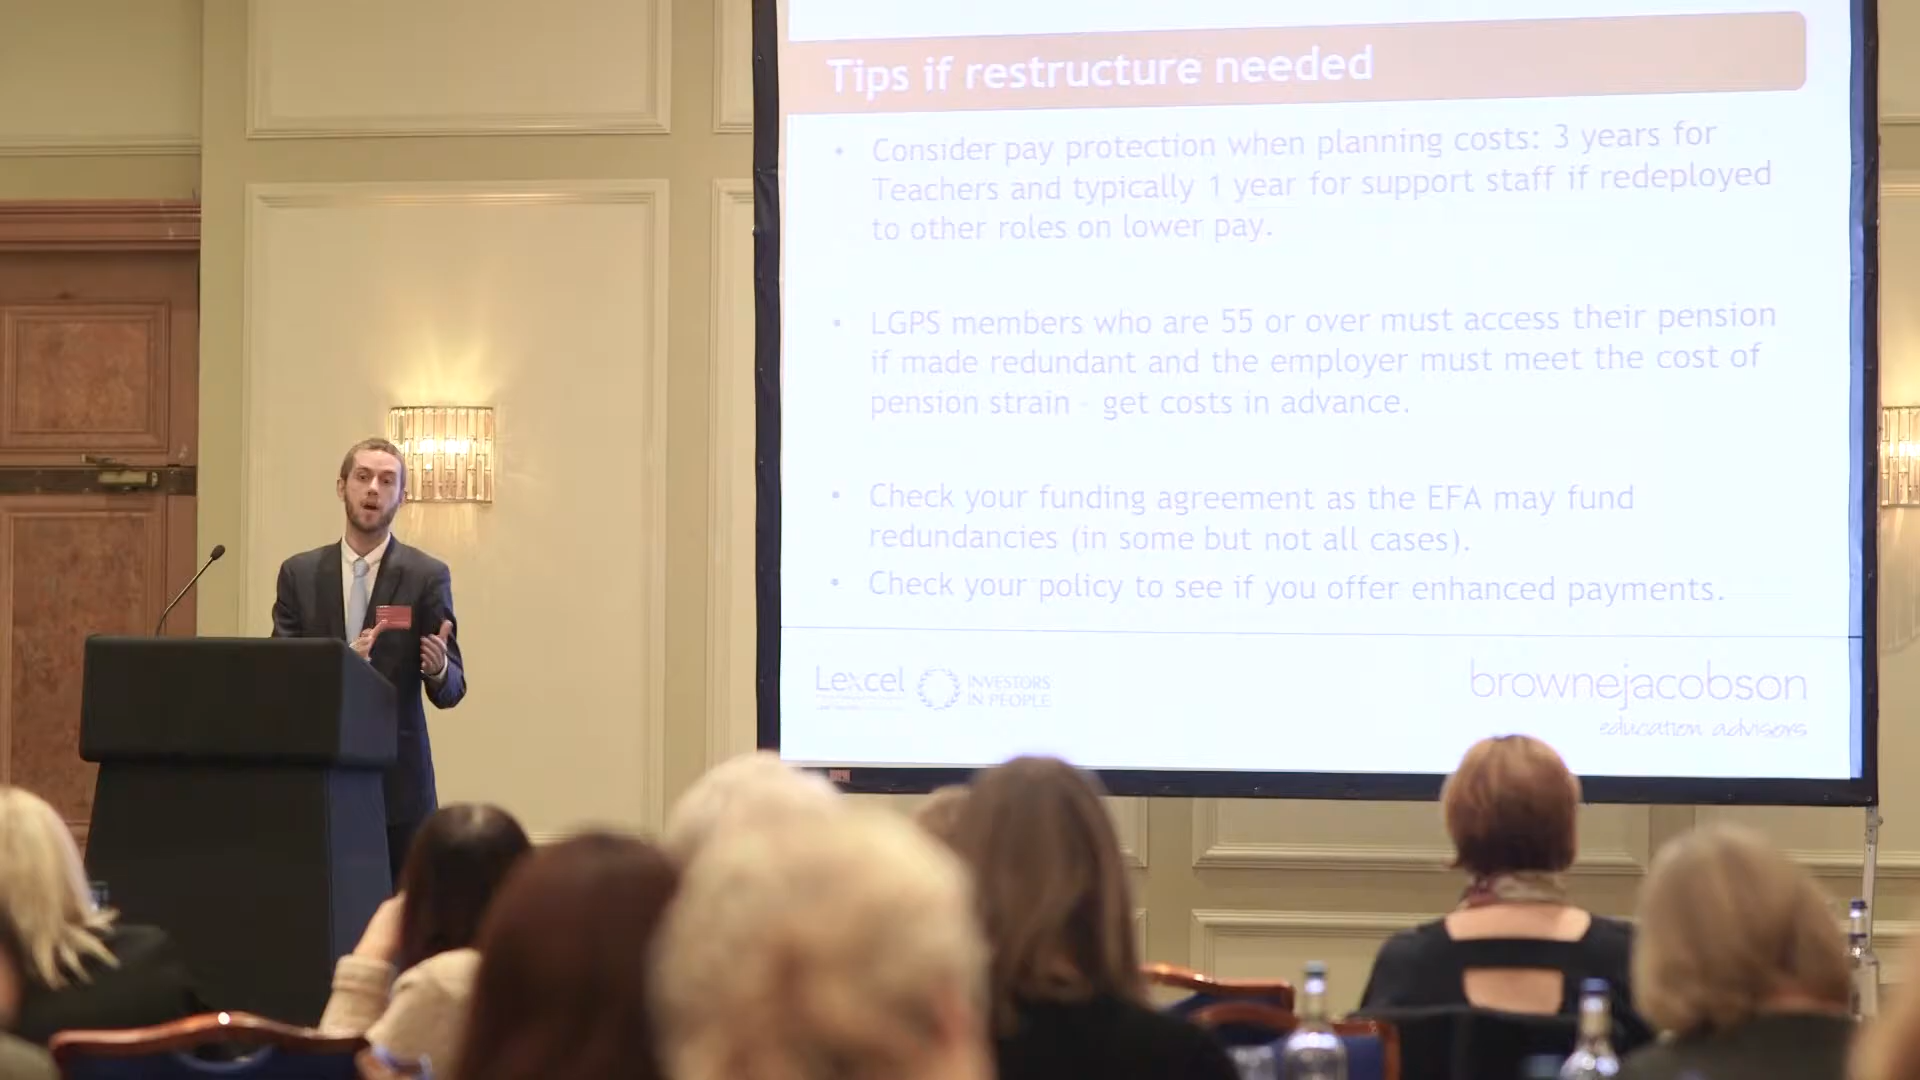 Tips if restructure needed
• Consider pay protection when planning costs: 3 years for
Teachers and typically 1 year for support staff if redeployed
to other roles on lower pay.
• LGPS members who are 55 or over must access their pension
if made redundant and the employer must meet the cost of
pension strain - get costs in advance.
• Check your funding agreement as the EFA may fund
redundancies (in some but not all cases).
• Check your policy to see if you offer enhanced payments.
Lexcel
INVESTORS
IN PEOPLE
brownejacobson
education advisors